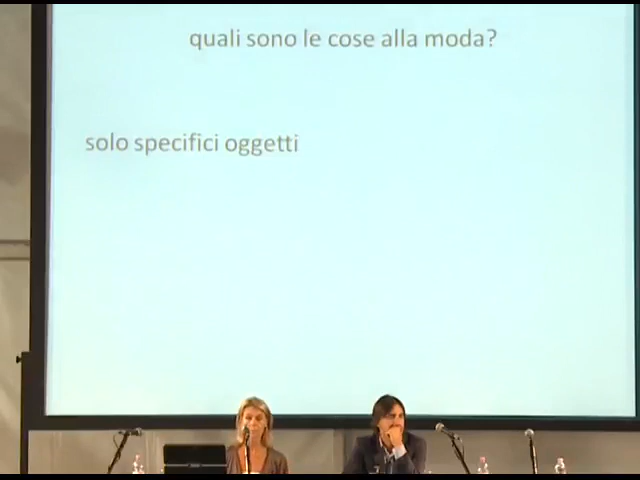 quali sono le cose alla moda?
solo specifici oggetti